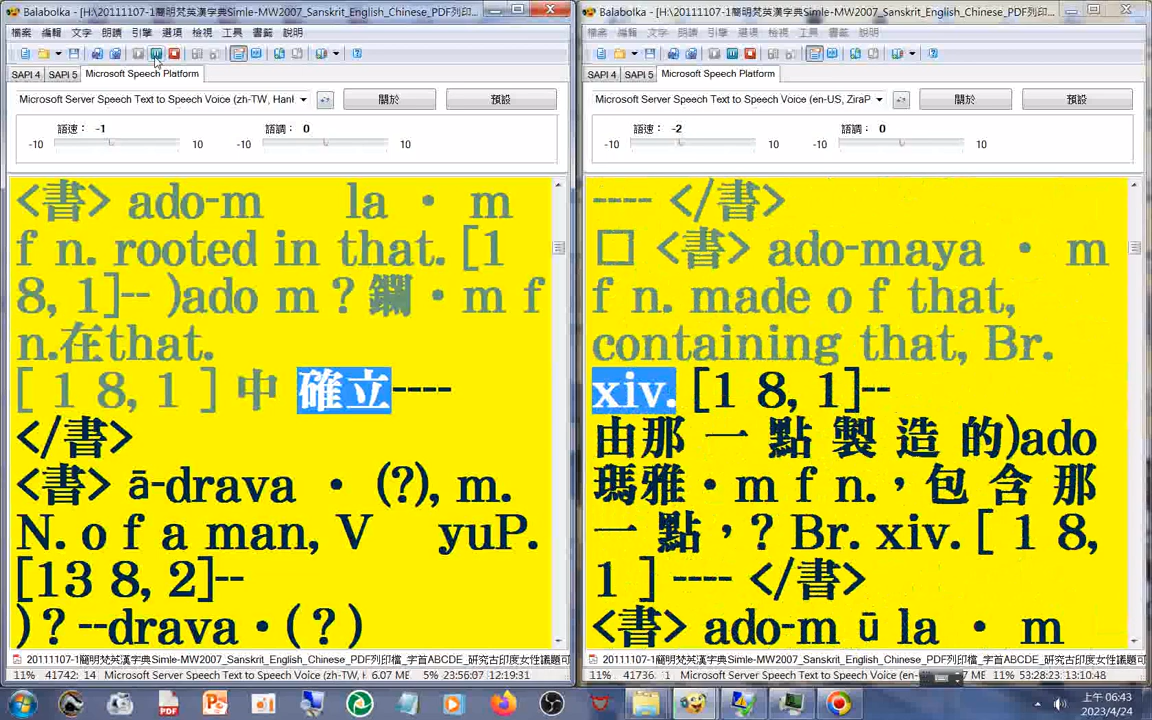 Balabolka - [H:\20111107-1簡明梵英漢字典Simle-MW2007_Sanskrit_English_Chinese_PDF列印...
檔案 編輯 文字 朗讀 引擎 選項 檢視 工具 書籤 說明
SAPI 4 SAPI 5 Microsoft Speech Platform
Microsoft Server Speech Text to Speech Voice (zh-TW, Hanl
關於 預設
語速： -1 語調： 0
-10 10 -10 10
<書> ado-m la · m
f n. rooted in that. [1
8, 1]-- )ado m ? 鐗 · m f
n.在that.
[ 1 8, 1 ] 中 確立----
</書>
<書> ā-drava · (?), m.
N. o f a man, V yuP.
[13 8, 2]--
) ? --drava · ( ? )
20111107-1簡明梵英漢字典Simle-MW2007_Sanskrit_English_Chinese_PDF列印檔_字首ABCDE_研究古印度女性議題可
11% 41742: 14 Microsoft Server Speech Text to Speech Voice (zh-TW, H 6.07 MB 5% 23:56:07 12:19:31
Balabolka - [H:\20111107-1簡明梵英漢字典Simle-MW2007_Sanskrit_English_Chinese_PDF列印...
檔案 編輯 文字 朗讀 引擎 選項 檢視 工具 書籤 說明
SAPI 4 SAPI 5 Microsoft Speech Platform
Microsoft Server Speech Text to Speech Voice (en-US, ZiraP
關於 預設
語速： -2 語調： 0
-10 10 -10 10
---- </書>
□ <書> ado-maya · m
f n. made o f that,
containing that, Br.
xiv. [1 8, 1]--
由那 一 點 製 造 的)ado
瑪雅 · m f n.，包 含 那
一 點，? Br. xiv. [ 1 8,
1 ] ---- </書>
<書> ado-m ū la · m
20111107-1簡明梵英漢字典Simle-MW2007_Sanskrit_English_Chinese_PDF列印檔_字首ABCDE_研究古印度女性議題可
11% 41736: 1 Microsoft Server Speech Text to Speech Voice 11% 53:28:23 13:10:48
上午 06:43
2023/4/24